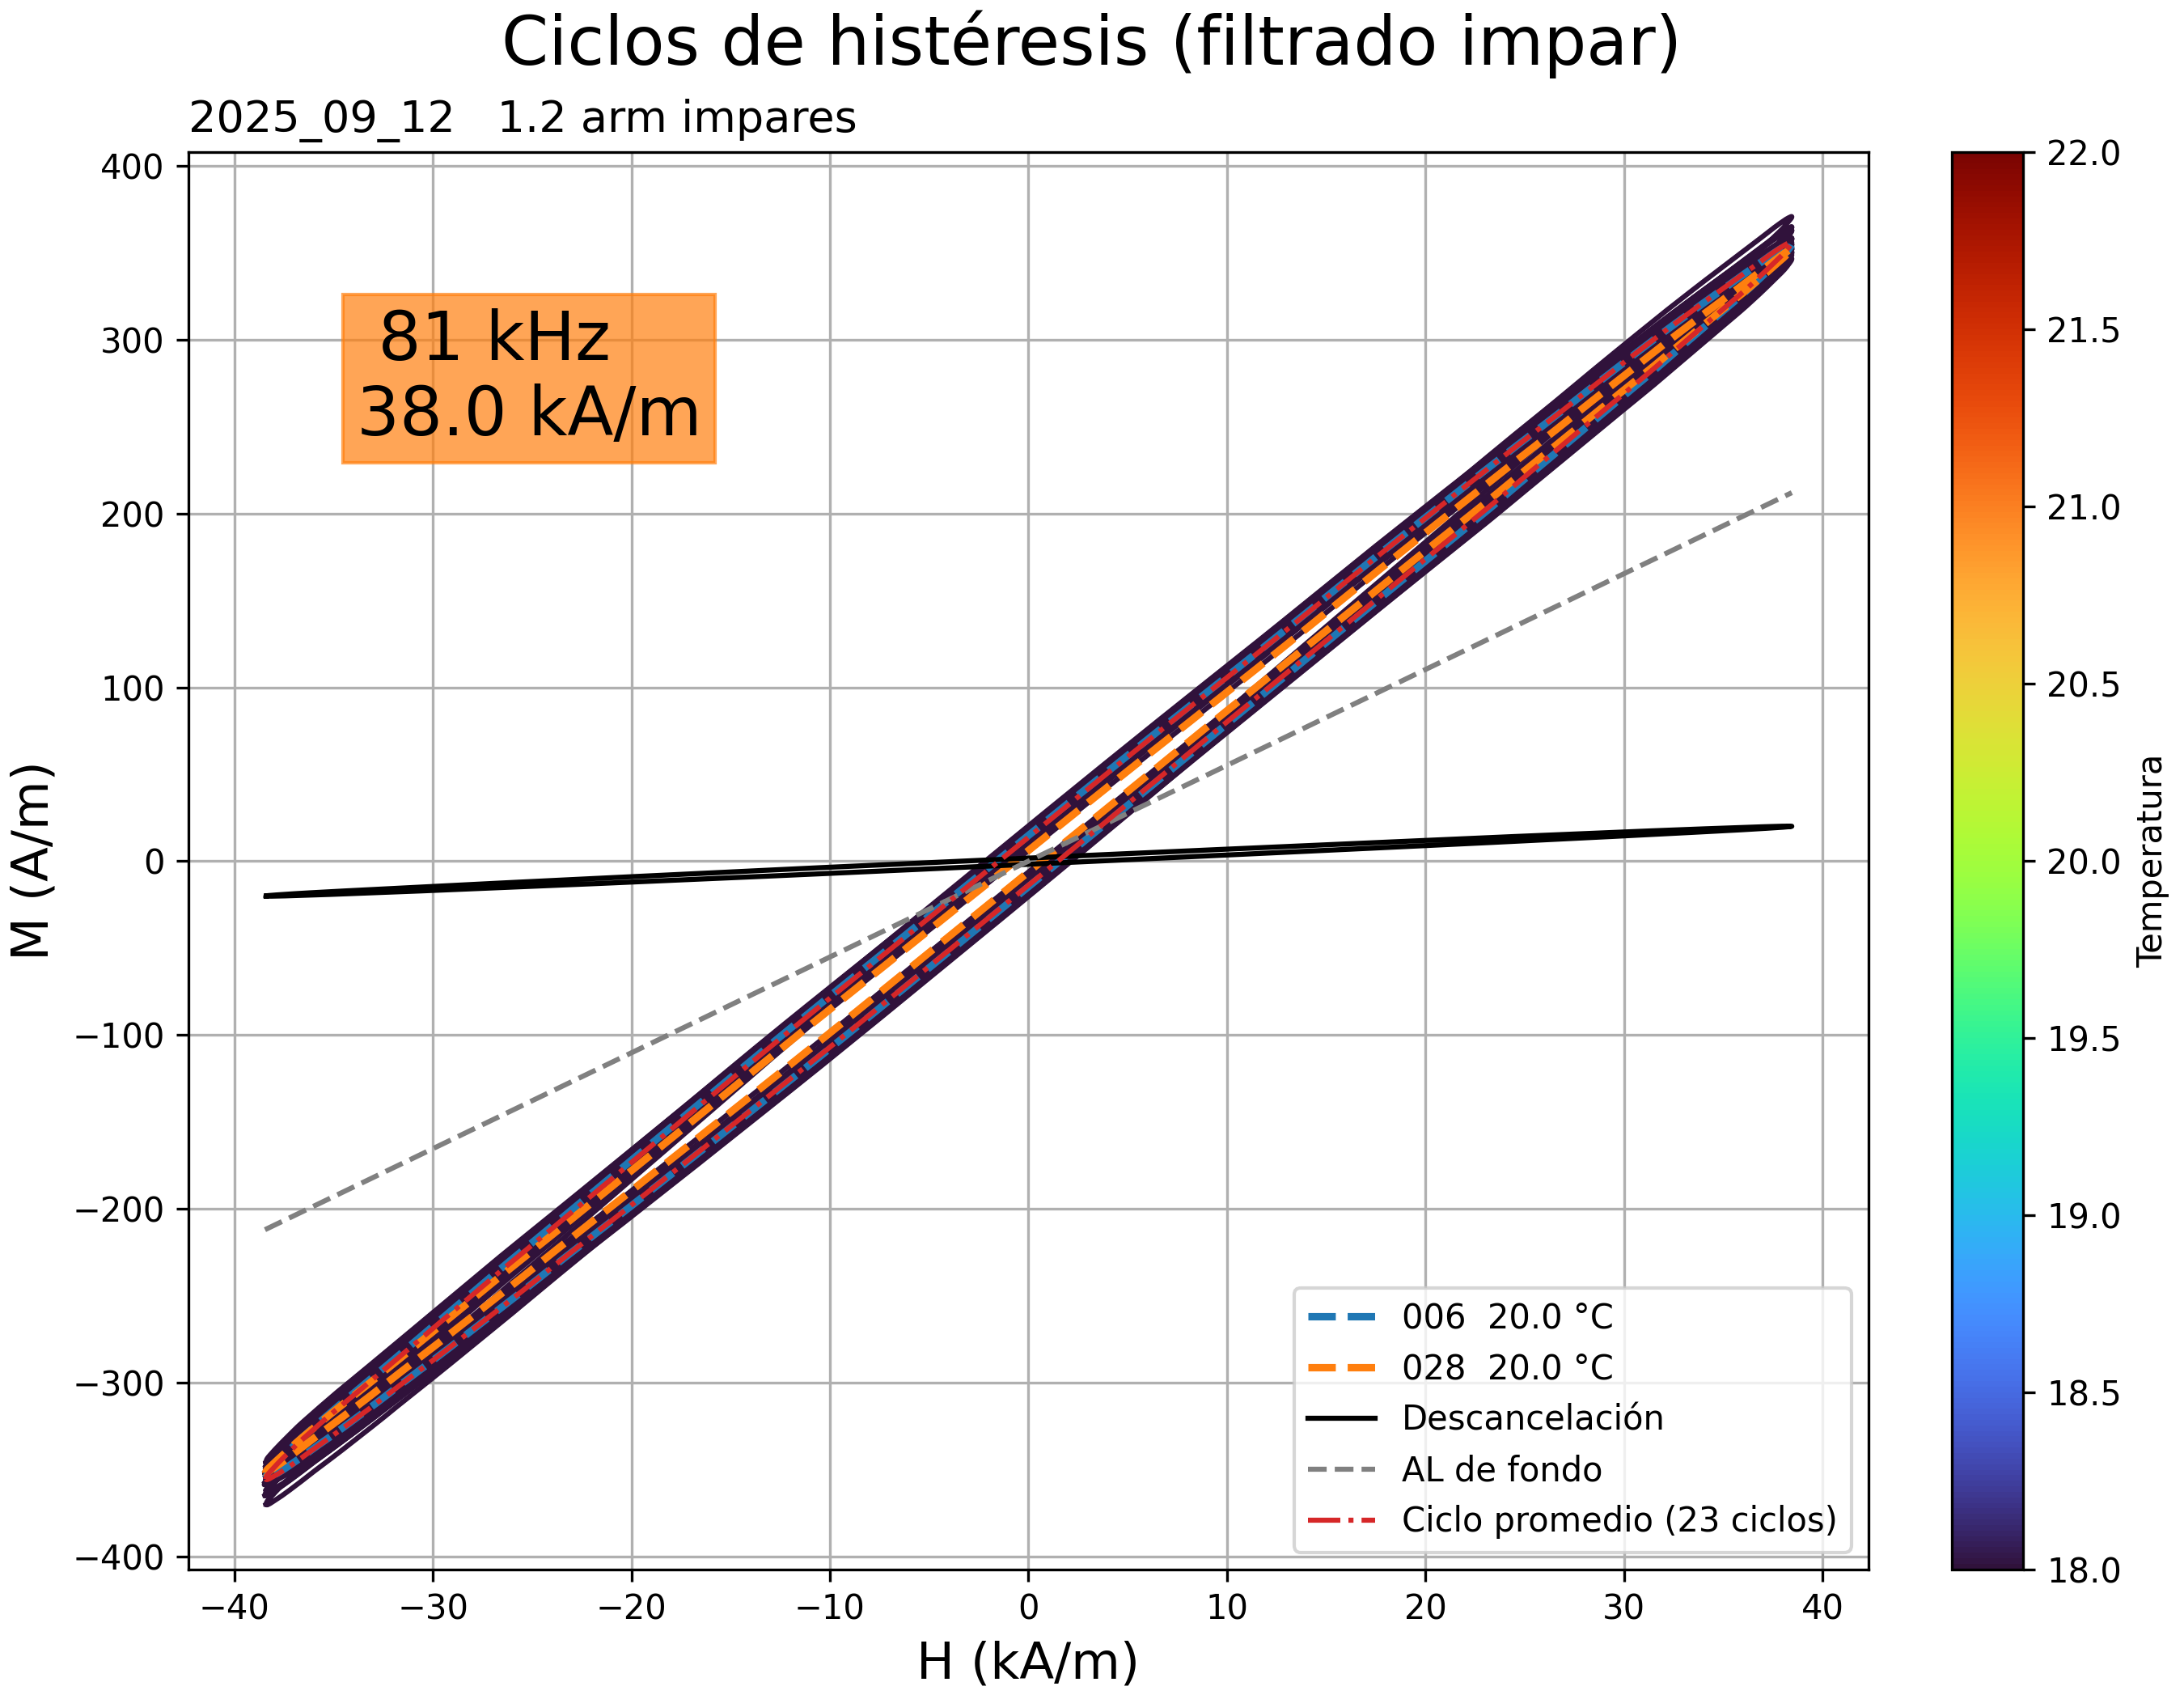 Ciclos de histéresis (filtrado impar)
2025_09_12   1.2 arm impares
400
300
200
100
0
−100
−200
−300
−400
M (A/m)
81 kHz
38.0 kA/m
006  20.0 °C
028  20.0 °C
Descancelación
AL de fondo
Ciclo promedio (23 ciclos)
−40
−30
−20
−10
0
10
20
30
40
H (kA/m)
22.0
21.5
21.0
20.5
20.0
19.5
19.0
18.5
18.0
Temperatura